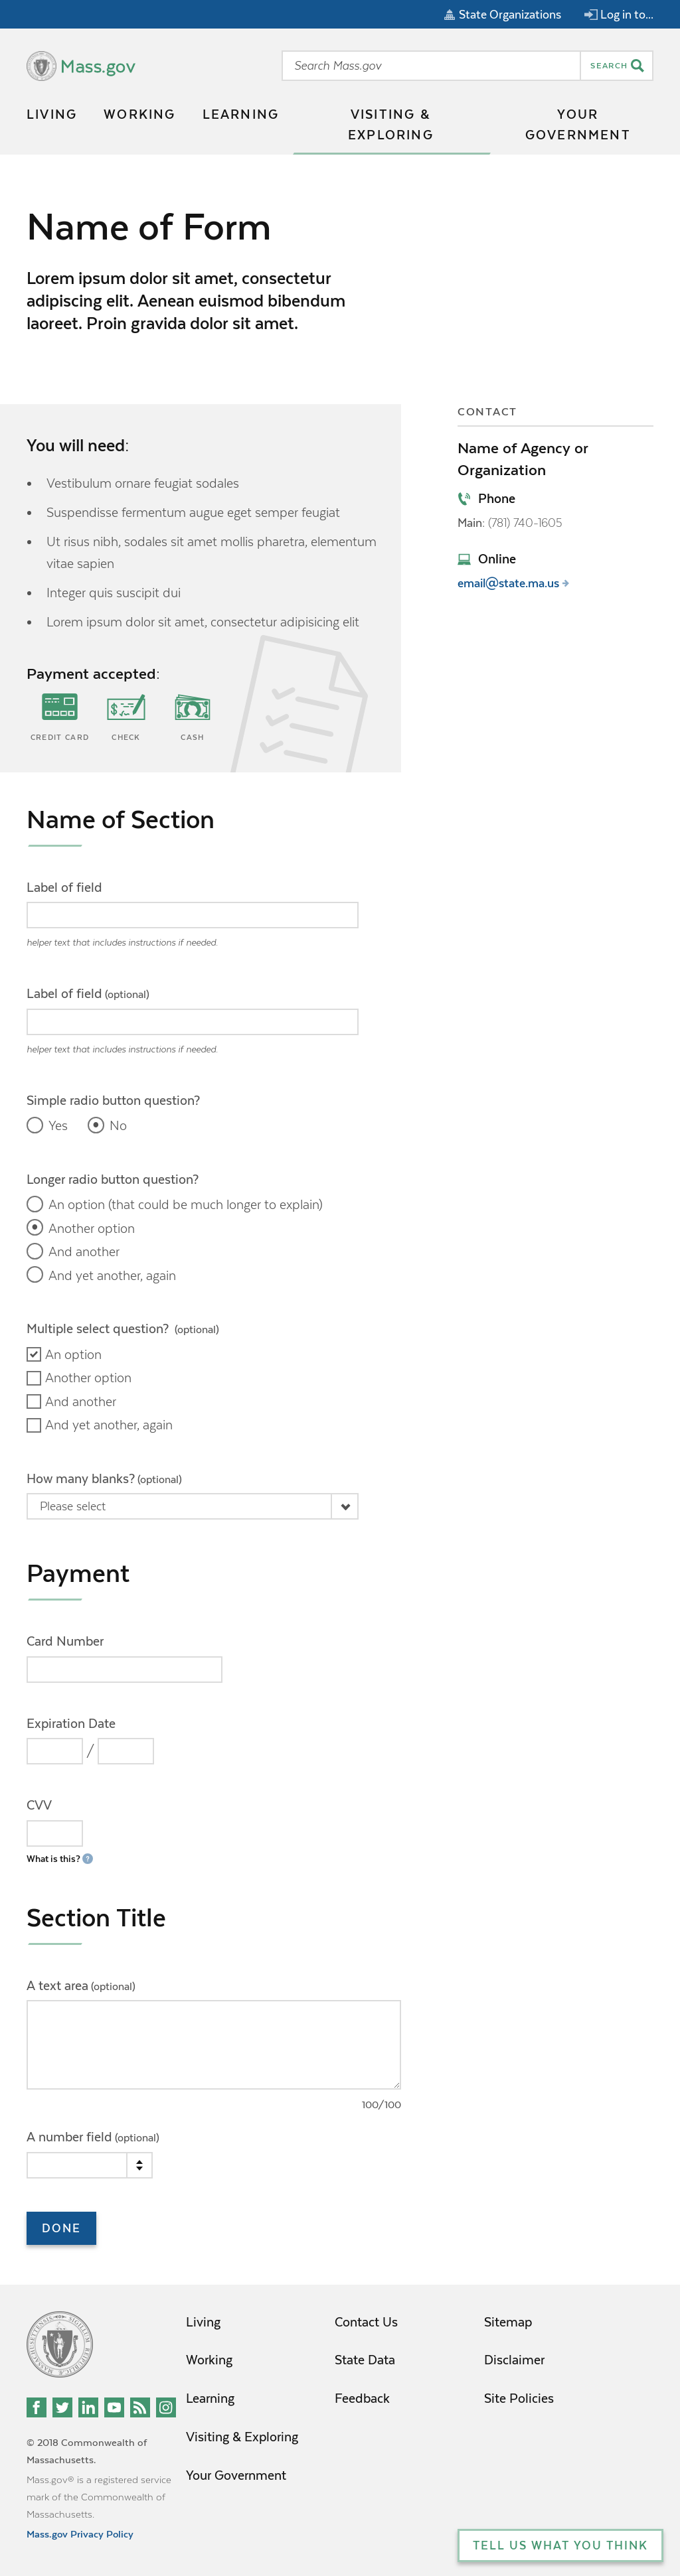 State Organizations
Log in to...
Mass.gov
Search Mass.gov
SEARCH
LIVING
WORKING
LEARNING
VISITING &
EXPLORING
YOUR
GOVERNMENT
Name of Form
Lorem ipsum dolor sit amet, consectetur
adipiscing elit. Aenean euismod bibendum
laoreet. Proin gravida dolor sit amet.
You will need:
• Vestibulum ornare feugiat sodales
• Suspendisse fermentum augue eget semper feugiat
• Ut risus nibh, sodales sit amet mollis pharetra, elementum
vitae sapien
• Integer quis suscipit dui
• Lorem ipsum dolor sit amet, consectetur adipisicing elit
Payment accepted:
CREDIT CARD
CHECK
CASH
CONTACT
Name of Agency or
Organization
Phone
Main: (781) 740-1605
Online
email@state.ma.us
Name of Section
Label of field
helper text that includes instructions if needed.
Label of field (optional)
helper text that includes instructions if needed.
Simple radio button question?
Yes
No
Longer radio button question?
An option (that could be much longer to explain)
Another option
And another
And yet another, again
Multiple select question? (optional)
An option
Another option
And another
And yet another, again
How many blanks? (optional)
Please select
Payment
Card Number
Expiration Date
/
CVV
What is this? ?
Section Title
A text area (optional)
100/100
A number field (optional)
DONE
Living
Working
Learning
Visiting & Exploring
Your Government
Contact Us
State Data
Feedback
Sitemap
Disclaimer
Site Policies
© 2018 Commonwealth of
Massachusetts.
Mass.gov® is a registered service
mark of the Commonwealth of
Massachusetts.
Mass.gov Privacy Policy
TELL US WHAT YOU THINK